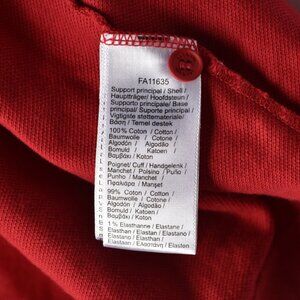 FA11635
Support principal / Shell /
Hauptträger / Hoofdsteun /
Supporto principale/ Base
principal/ Suporte principal/
Vigtigste støttemateriale/
Βάση / Temel destek
100% Coton / Cotton /
Baumwolle / Cotone /
Algodón / Algodão /
Bomuld / Katoen /
Βαμβάκι / Koton
Poignet/ Cuff / Handgelenk /
Manchet / Polsino / Puño /
Punho / Manchet /
Manşet
99% Coton / Cotton /
Baumwolle / Cotone /
Algodón / Algodão /
Bomuld / Katoen /
Βαμβάκι / Koton
1 % Elasthanne / Elastane /
Elasthan / Elastan / Elastano /
Elastano / Elasthan /
Elastaan / Ελαστάνη / Elasten